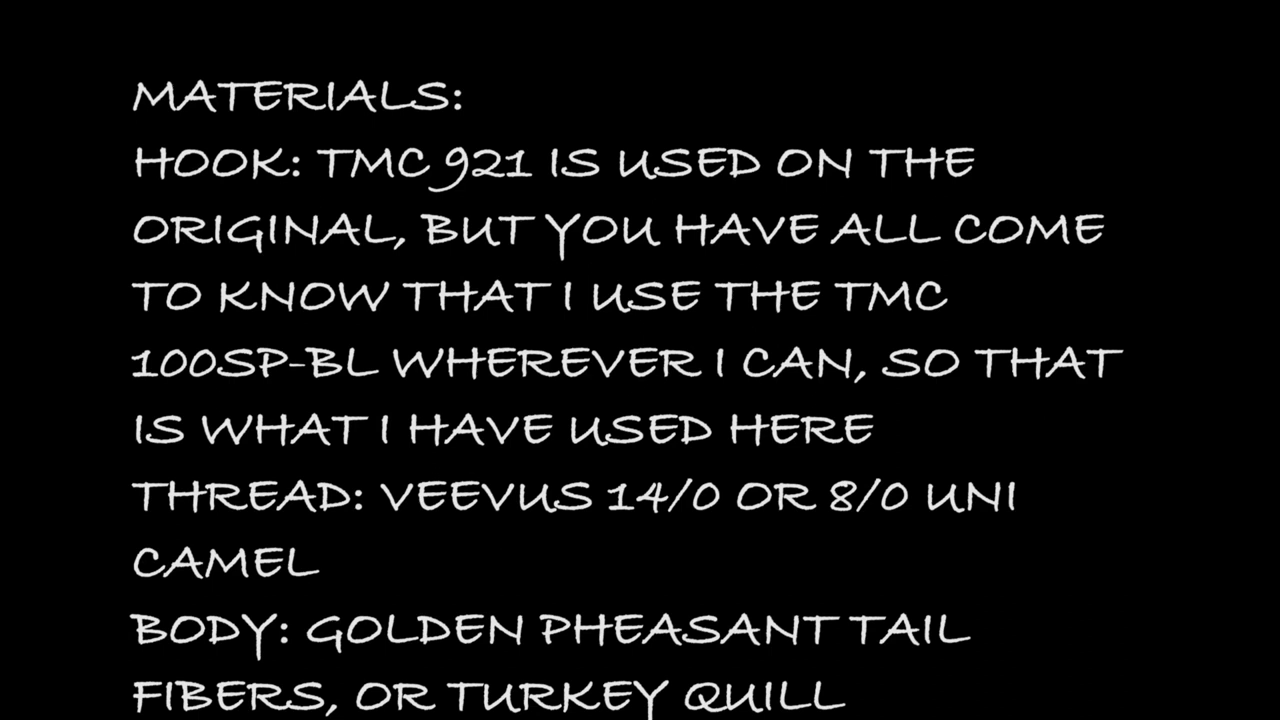 MATERIALS:
HOOK: TMC 921 IS USED ON THE
ORIGINAL, BUT YOU HAVE ALL COME
TO KNOW THAT I USE THE TMC
100SP-BL WHEREVER I CAN, SO THAT
IS WHAT I HAVE USED HERE
THREAD: VEEVUS 14/0 OR 8/0 UNI
CAMEL
BODY: GOLDEN PHEASANT TAIL
FIBERS, OR TURKEY QUILL